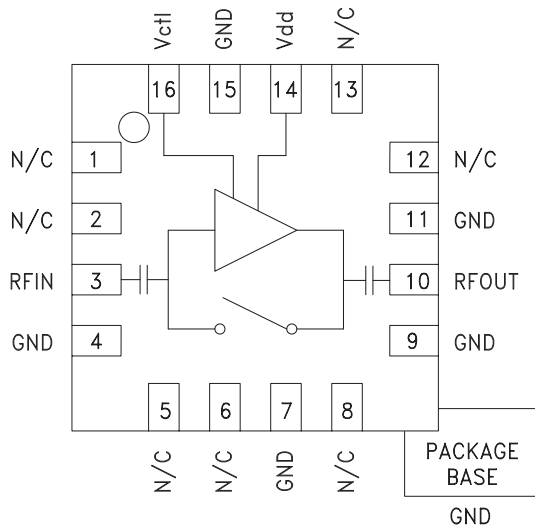 Vctl GND Vdd N/C
16 15 14 13
N/C 1 12 N/C
N/C 2 11 GND
RFIN 3 10 RFOUT
GND 4 9 GND
5 6 7 8
N/C N/C GND N/C
PACKAGE
BASE
GND